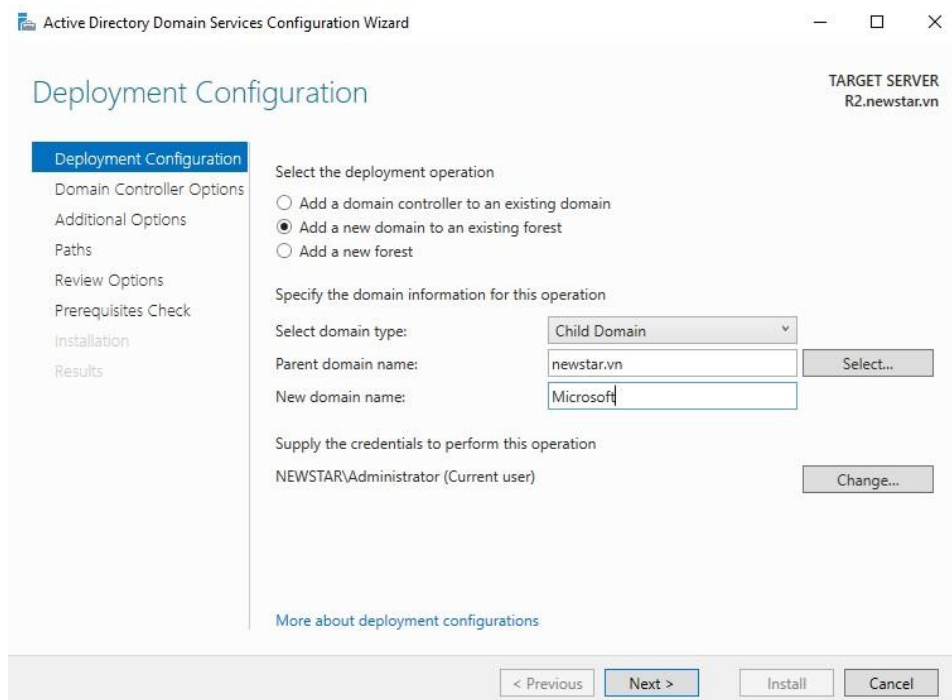 Active Directory Domain Services Configuration Wizard
Deployment Configuration
TARGET SERVER
R2.newstar.vn
Deployment Configuration
Domain Controller Options
Additional Options
Paths
Review Options
Prerequisites Check
Installation
Results
Select the deployment operation
Add a domain controller to an existing domain
Add a new domain to an existing forest
Add a new forest
Specify the domain information for this operation
Select domain type: Child Domain
Parent domain name: newstar.vn Select...
New domain name: Microsoft
Supply the credentials to perform this operation
NEWSTAR\Administrator (Current user) Change...
More about deployment configurations
< Previous Next > Install Cancel